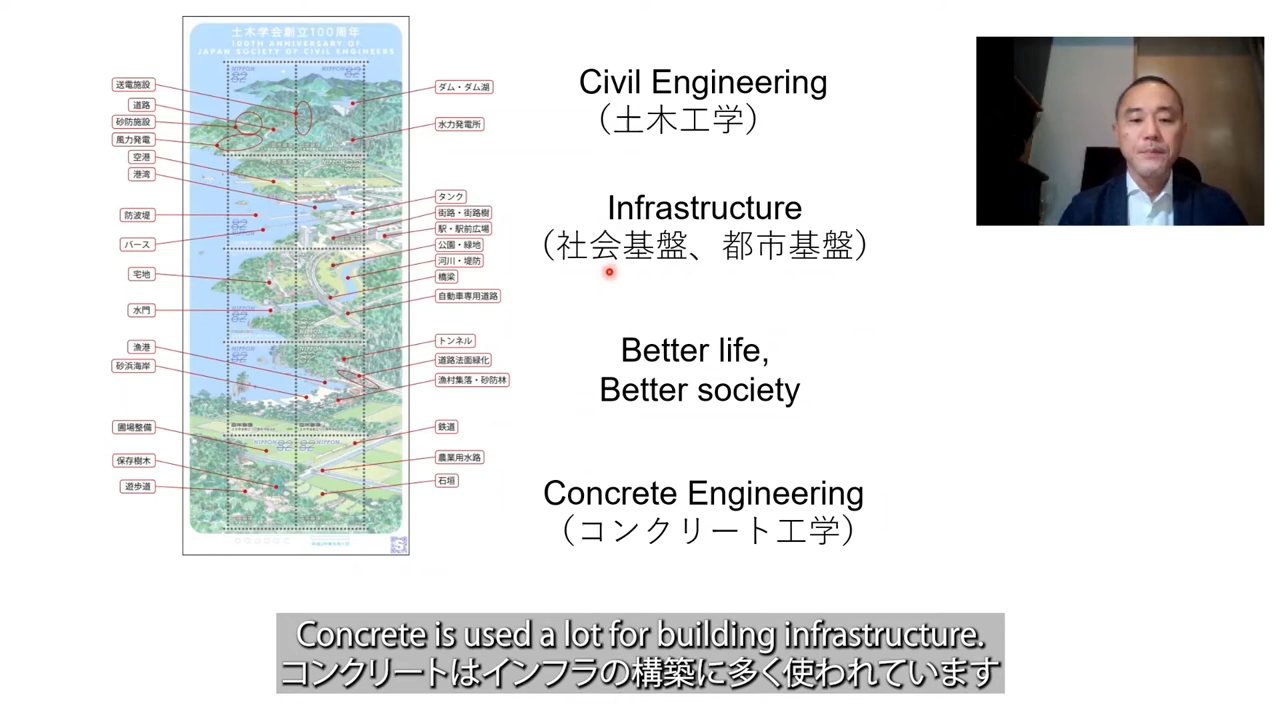 土木学会創立100周年
100TH ANNIVERSARY OF
JAPAN SOCIETY OF CIVIL ENGINEERS
NIPPON
82
NIPPON
82
送電施設
道路
砂防施設
風力発電
空港
港湾
防波堤
バース
宅地
水門
漁港
砂浜海岸
圃場整備
保存樹木
遊歩道
ダム・ダム湖
水力発電所
タンク
街路・街路樹
駅・駅前広場
公園・緑地
河川・堤防
橋梁
自動車専用道路
トンネル
道路法面緑化
漁村集落・砂防林
鉄道
農業用水路
石垣
Civil Engineering
（土木工学）
Infrastructure
（社会基盤、都市基盤）
Better life,
Better society
Concrete Engineering
（コンクリート工学）
Concrete is used a lot for building infrastructure.
コンクリートはインフラの構築に多く使われています